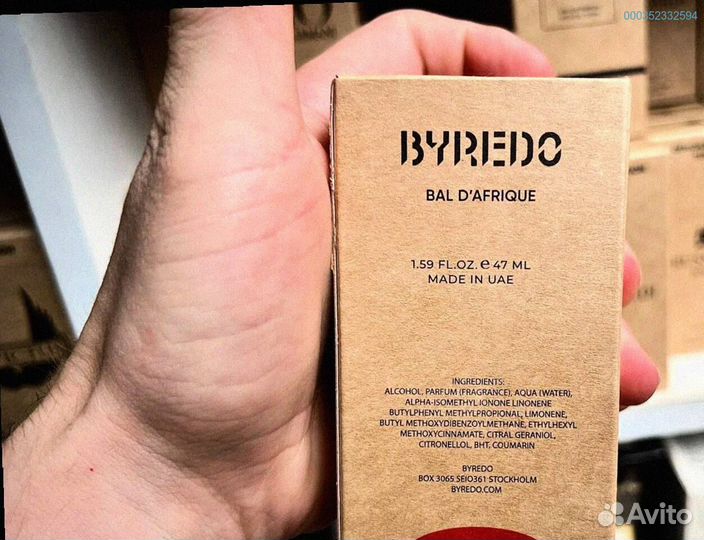 000352332594
BYREDO
BAL D'AFRIQUE
1.59 FL.OZ. e 47 ML
MADE IN UAE
INGREDIENTS:
ALCOHOL, PARFUM (FRAGRANCE), AQUA (WATER),
ALPHA-ISOMETHYL IONONE LINONENE
BUTYLPHENYL METHYLPROPIONAL, LIMONENE,
BUTYL METHOXYDIBENZOYLMETHANE, ETHYLHEXYL
METHOXYCINNAMATE, CITRAL GERANIOL,
CITRONELLOL, BHT, COUMARIN
BYREDO
BOX 3065 SEIO361 STOCKHOLM
BYREDO.COM
Avito